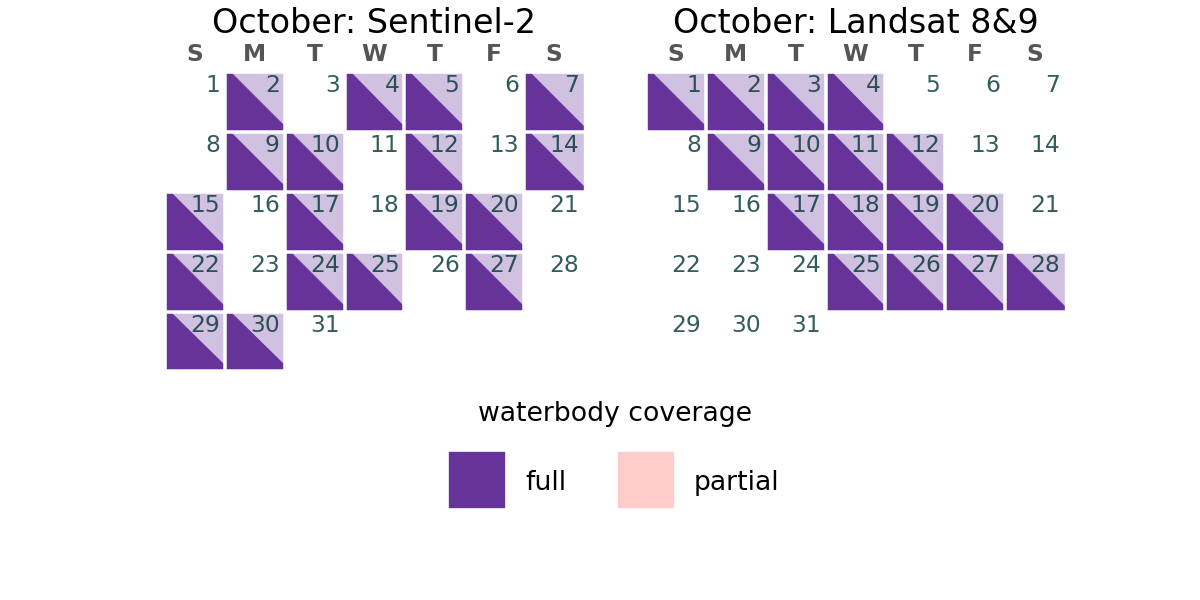 October: Sentinel-2
S M T W T F S
1 2 3 4 5 6 7
8 9 10 11 12 13 14
15 16 17 18 19 20 21
22 23 24 25 26 27 28
29 30 31
October: Landsat 8&9
S M T W T F S
1 2 3 4 5 6 7
8 9 10 11 12 13 14
15 16 17 18 19 20 21
22 23 24 25 26 27 28
29 30 31
waterbody coverage
full
partial